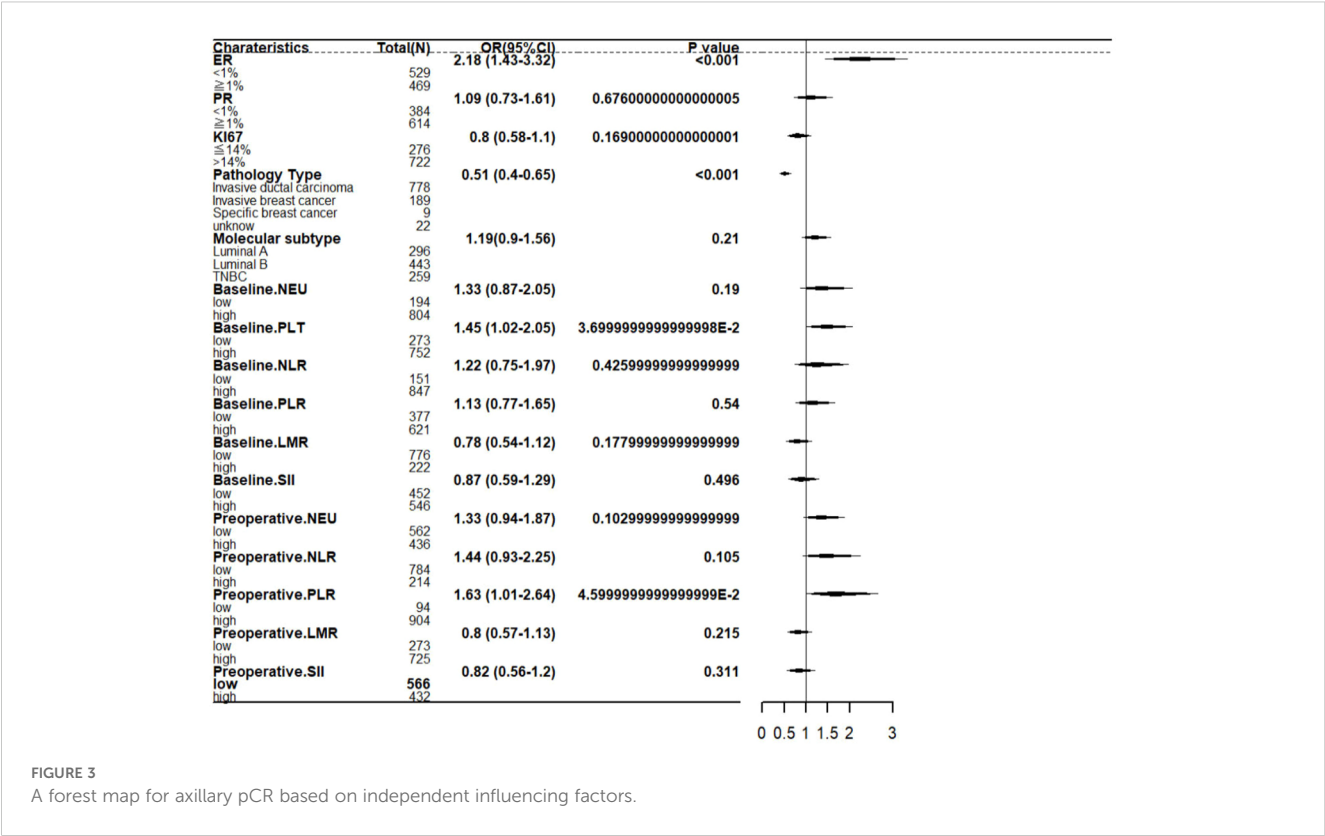 Charateristics Total(N) OR(95%CI) P value
ER 2.18 (1.43-3.32) <0.001
<1% 529
≧1% 469
PR 1.09 (0.73-1.61) 0.67600000000000005
<1% 384
≧1% 614
KI67 0.8 (0.58-1.1) 0.16900000000000001
≦14% 276
>14% 722
Pathology Type 0.51 (0.4-0.65) <0.001
Invasive ductal carcinoma 778
Invasive breast cancer 189
Specific breast cancer 9
unknow 22
Molecular subtype 1.19(0.9-1.56) 0.21
Luminal A 296
Luminal B 443
TNBC 259
Baseline.NEU 1.33 (0.87-2.05) 0.19
low 194
high 804
Baseline.PLT 1.45 (1.02-2.05) 3.6999999999999998E-2
low 273
high 752
Baseline.NLR 1.22 (0.75-1.97) 0.42599999999999999
low 151
high 847
Baseline.PLR 1.13 (0.77-1.65) 0.54
low 377
high 621
Baseline.LMR 0.78 (0.54-1.12) 0.17799999999999999
low 776
high 222
Baseline.SII 0.87 (0.59-1.29) 0.496
low 452
high 546
Preoperative.NEU 1.33 (0.94-1.87) 0.10299999999999999
low 562
high 436
Preoperative.NLR 1.44 (0.93-2.25) 0.105
low 784
high 214
Preoperative.PLR 1.63 (1.01-2.64) 4.5999999999999999E-2
low 94
high 904
Preoperative.LMR 0.8 (0.57-1.13) 0.215
low 273
high 725
Preoperative.SII 0.82 (0.56-1.2) 0.311
low 566
high 432
0 0.5 1 1.5 2 3
FIGURE 3
A forest map for axillary pCR based on independent influencing factors.